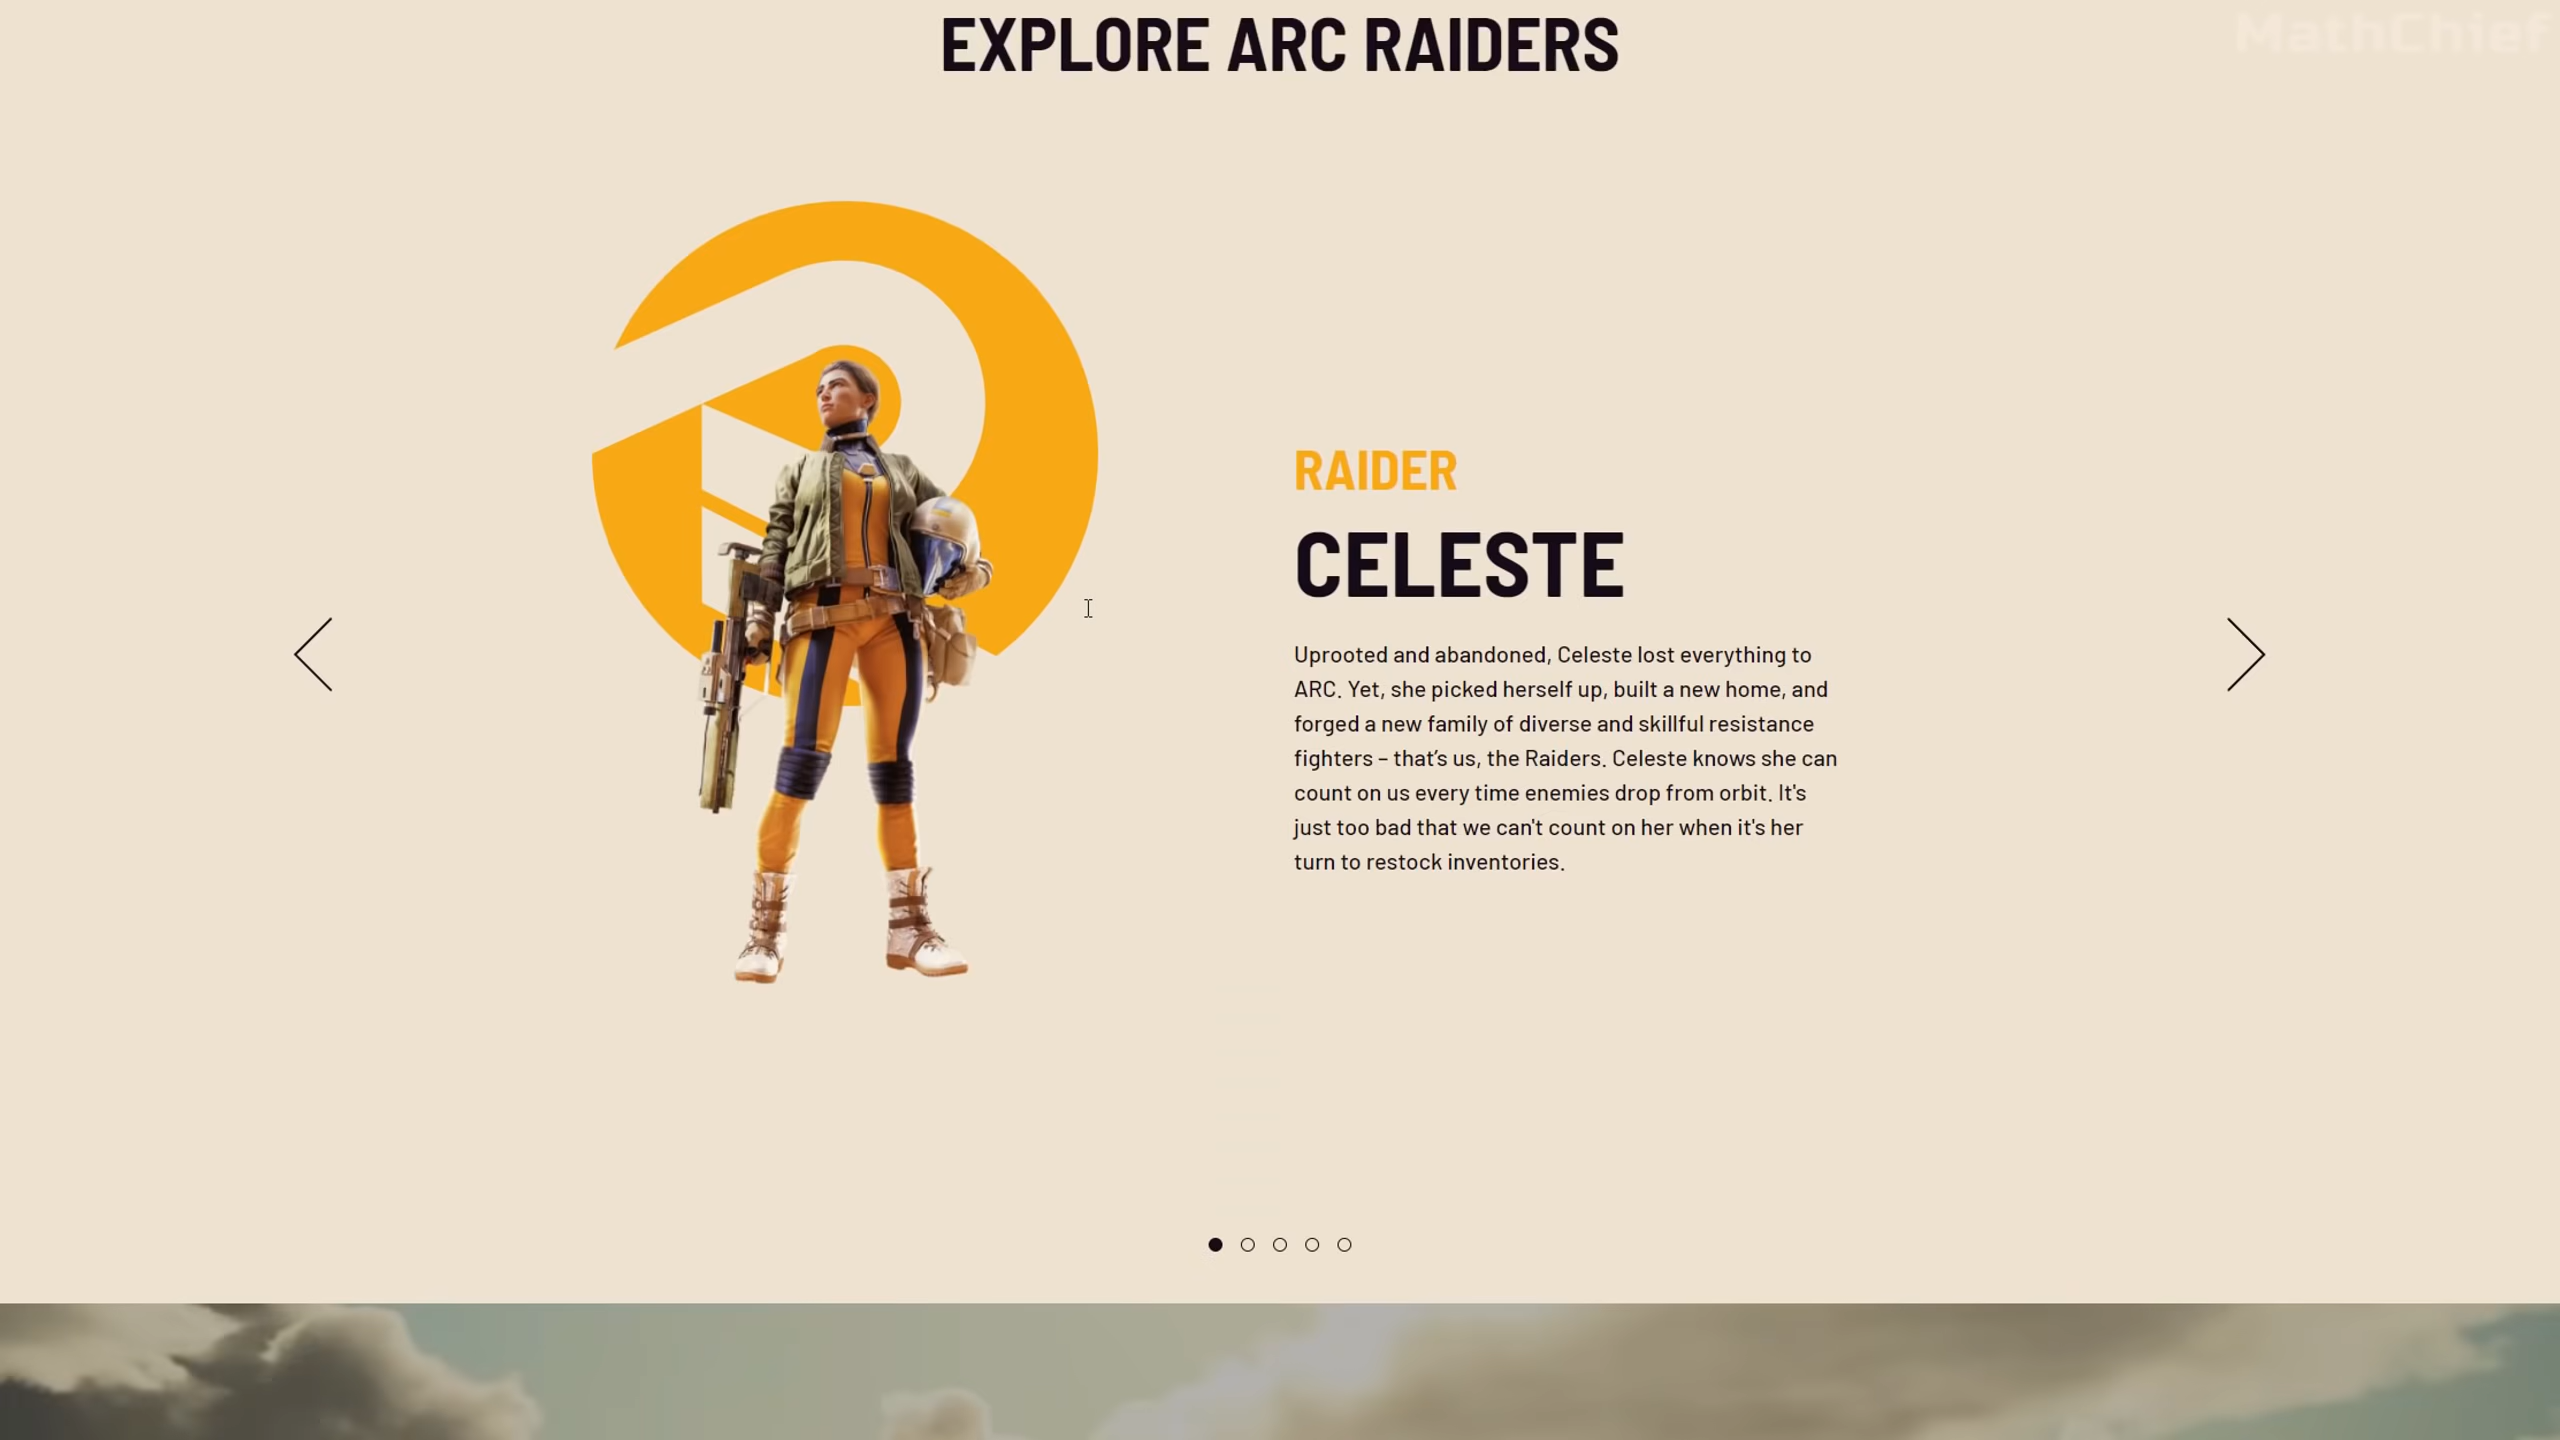 EXPLORE ARC RAIDERS
MathChief
RAIDER
CELESTE
Uprooted and abandoned, Celeste lost everything to
ARC. Yet, she picked herself up, built a new home, and
forged a new family of diverse and skillful resistance
fighters – that’s us, the Raiders. Celeste knows she can
count on us every time enemies drop from orbit. It's
just too bad that we can't count on her when it's her
turn to restock inventories.